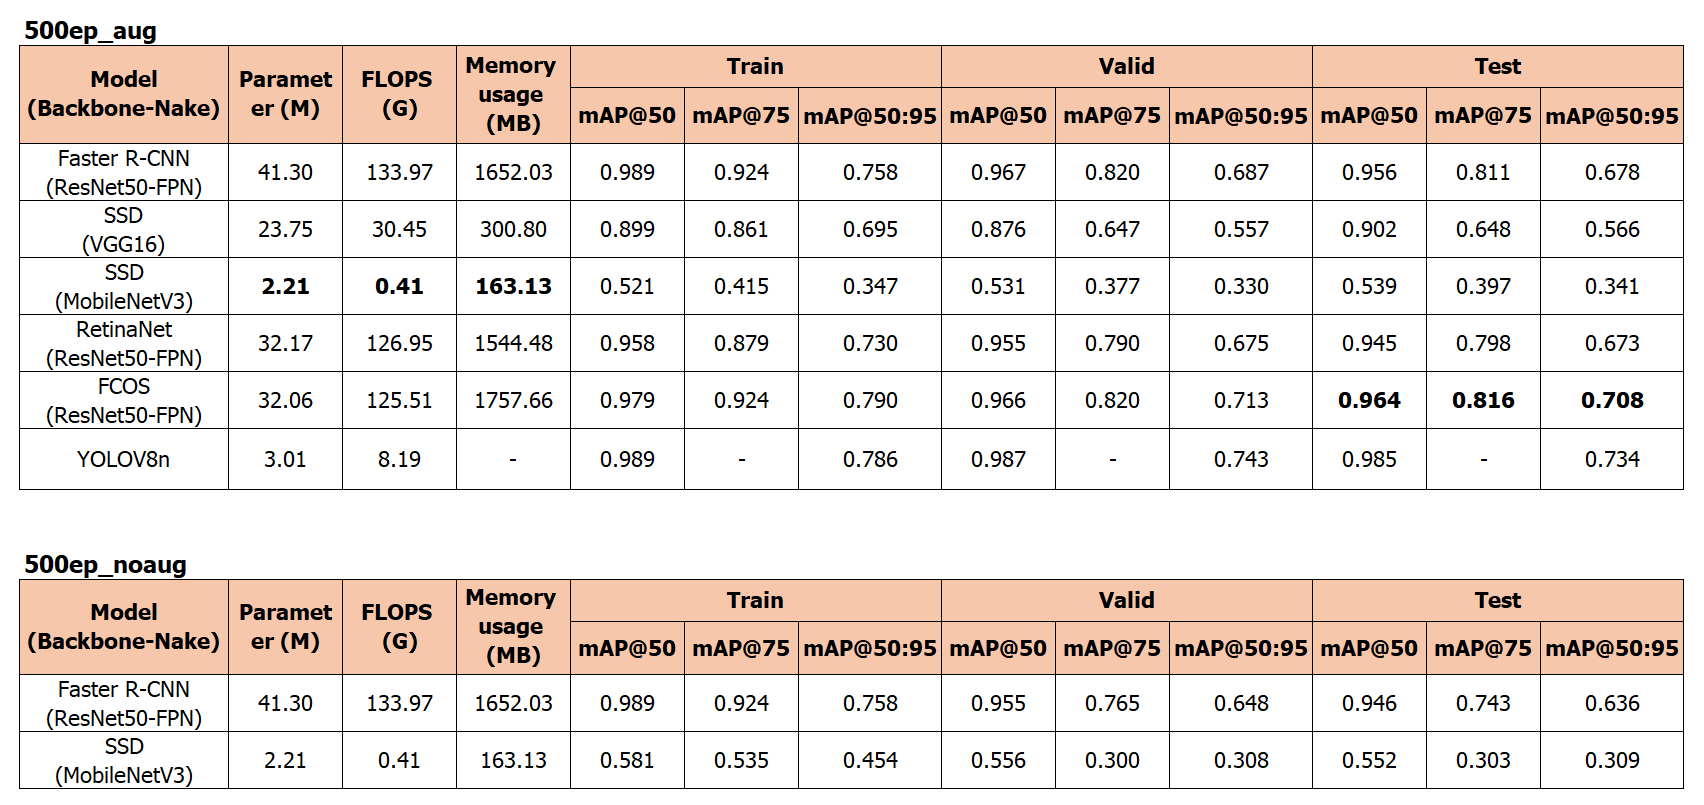 500ep_aug
Model (Backbone-Nake) Paramet er (M) FLOPS (G) Memory usage (MB) Train Valid Test
mAP@50 mAP@75 mAP@50:95 mAP@50 mAP@75 mAP@50:95 mAP@50 mAP@75 mAP@50:95
Faster R-CNN (ResNet50-FPN) 41.30 133.97 1652.03 0.989 0.924 0.758 0.967 0.820 0.687 0.956 0.811 0.678
SSD (VGG16) 23.75 30.45 300.80 0.899 0.861 0.695 0.876 0.647 0.557 0.902 0.648 0.566
SSD (MobileNetV3) 2.21 0.41 163.13 0.521 0.415 0.347 0.531 0.377 0.330 0.539 0.397 0.341
RetinaNet (ResNet50-FPN) 32.17 126.95 1544.48 0.958 0.879 0.730 0.955 0.790 0.675 0.945 0.798 0.673
FCOS (ResNet50-FPN) 32.06 125.51 1757.66 0.979 0.924 0.790 0.966 0.820 0.713 0.964 0.816 0.708
YOLOV8n 3.01 8.19 - 0.989 - 0.786 0.987 - 0.743 0.985 - 0.734
500ep_noaug
Model (Backbone-Nake) Paramet er (M) FLOPS (G) Memory usage (MB) Train Valid Test
mAP@50 mAP@75 mAP@50:95 mAP@50 mAP@75 mAP@50:95 mAP@50 mAP@75 mAP@50:95
Faster R-CNN (ResNet50-FPN) 41.30 133.97 1652.03 0.989 0.924 0.758 0.955 0.765 0.648 0.946 0.743 0.636
SSD (MobileNetV3) 2.21 0.41 163.13 0.581 0.535 0.454 0.556 0.300 0.308 0.552 0.303 0.309